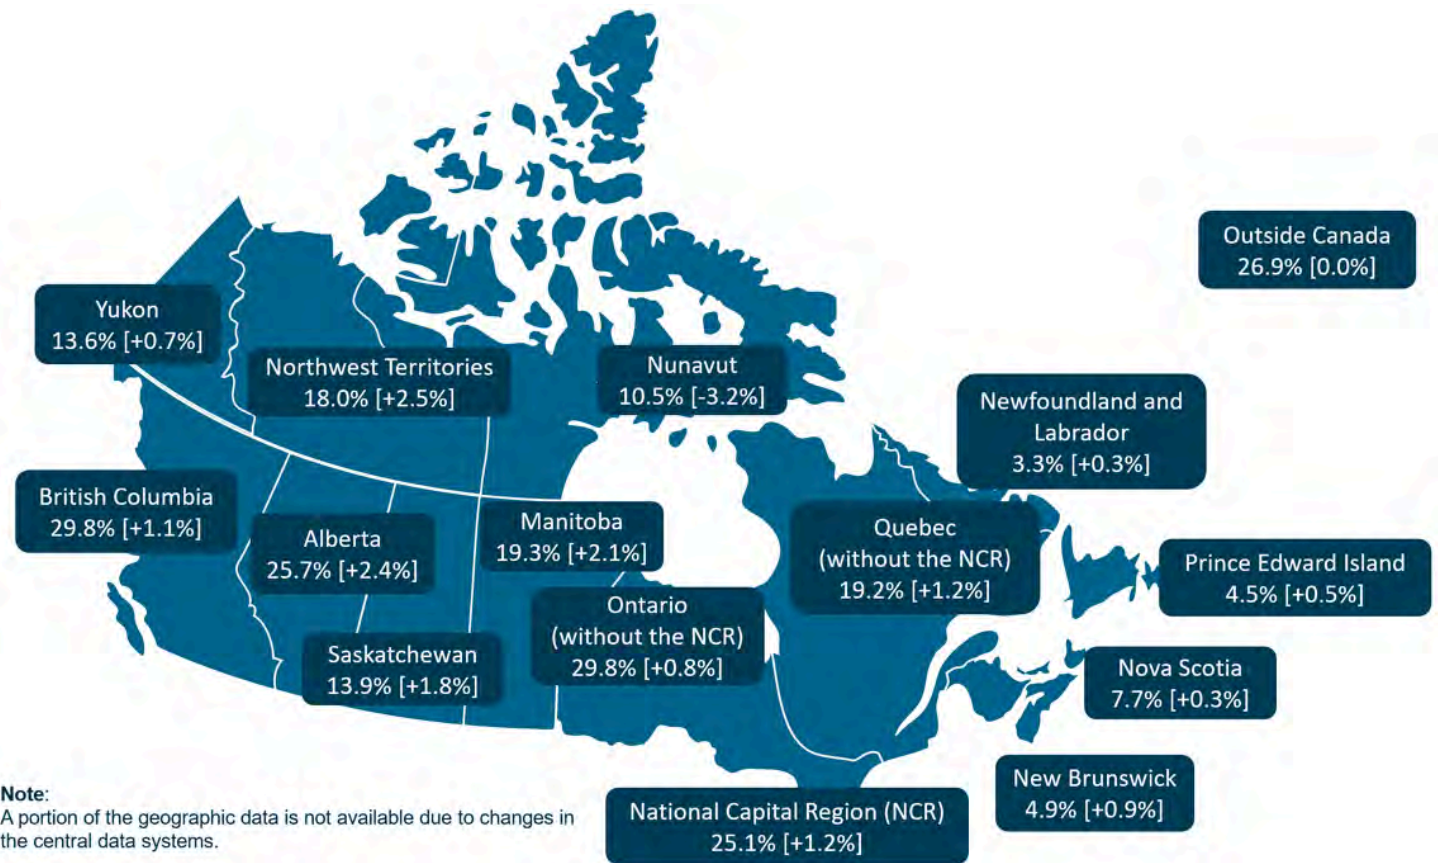 Outside Canada
26.9% [0.0%]
Yukon
13.6% [+0.7%]
Northwest Territories
18.0% [+2.5%]
Nunavut
10.5% [-3.2%]
Newfoundland and
Labrador
3.3% [+0.3%]
British Columbia
29.8% [+1.1%]
Alberta
25.7% [+2.4%]
Manitoba
19.3% [+2.1%]
Quebec
(without the NCR)
19.2% [+1.2%]
Prince Edward Island
4.5% [+0.5%]
Ontario
(without the NCR)
29.8% [+0.8%]
Saskatchewan
13.9% [+1.8%]
Nova Scotia
7.7% [+0.3%]
New Brunswick
4.9% [+0.9%]
National Capital Region (NCR)
25.1% [+1.2%]
Note:
A portion of the geographic data is not available due to changes in
the central data systems.